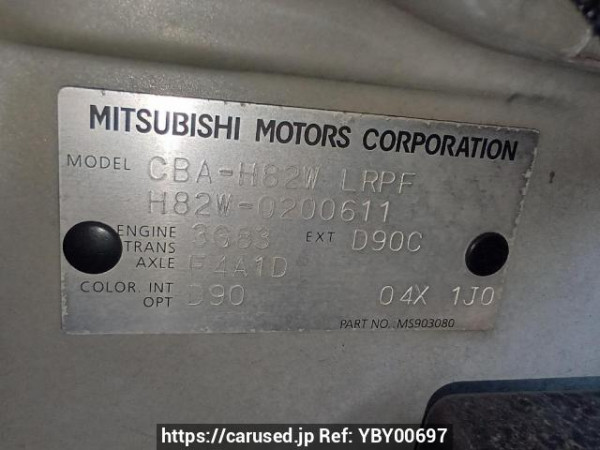 MITSUBISHI MOTORS CORPORATION
MODEL CBA-H82W LRPF
H82W-0200611
ENGINE 3G83 EXT D90C
TRANS
AXLE F4A1D
COLOR. INT D90
OPT 04X 1J0
PART NO.:MS903080
https://carused.jp Ref: YBY00697